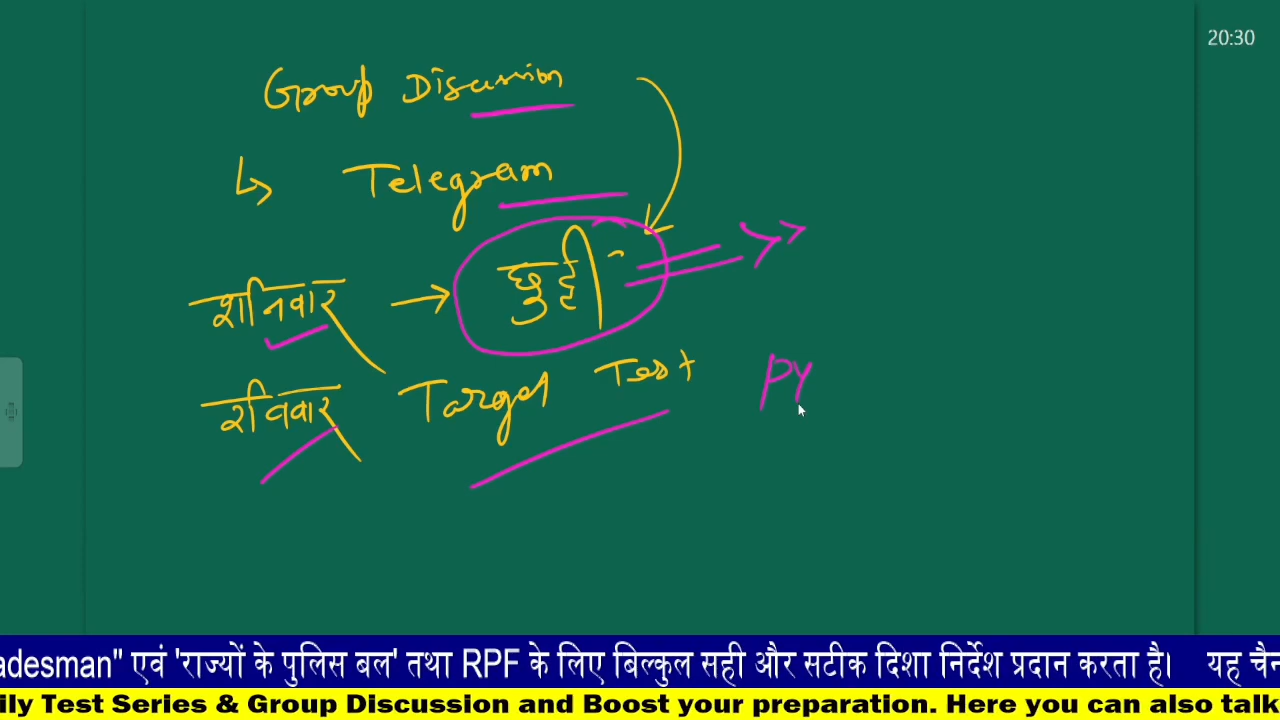 20:30
Group Discussion
↳ Telegram
शनिवार → छुट्टी
रविवार Target Test PY
adesman" एवं 'राज्यों के पुलिस बल' तथा RPF के लिए बिल्कुल सही और सटीक दिशा निर्देश प्रदान करता है। यह चैन
ily Test Series & Group Discussion and Boost your preparation. Here you can also talk